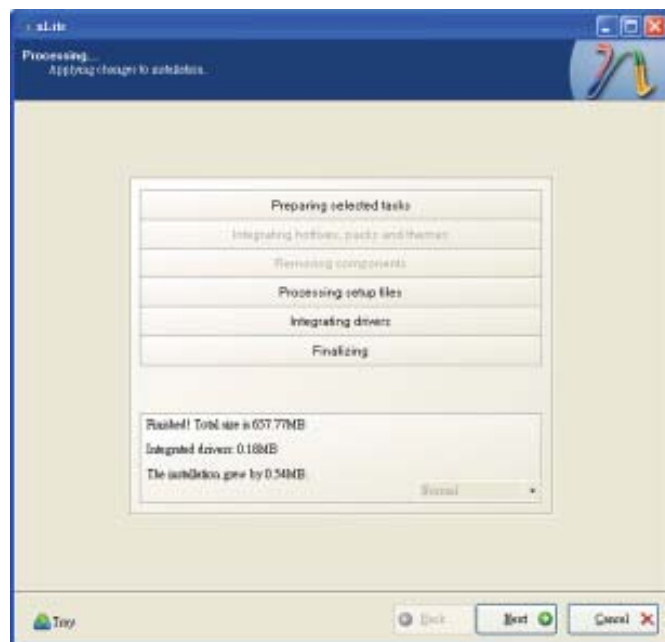 nLite
Processing...
Applying changes to installation.
Preparing selected tasks
Integrating hotfixes, packs and themes
Removing components
Processing setup files
Integrating drivers
Finalizing
Finished! Total size is 657.77MB
Integrated drivers: 0.18MB
The installation grew by 0.54MB.
Normal
Tray
Back
Next
Cancel